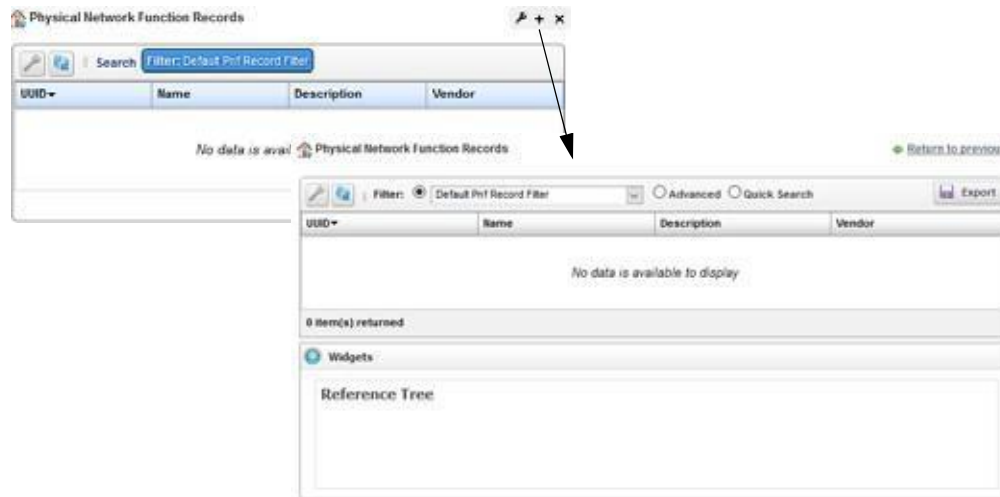 Physical Network Function Records
Search Filter: Default Pnf Record Filter
UUID Name Description Vendor
No data is avai
Physical Network Function Records
Return to previou
Filter: Default Pnf Record Filter Advanced Quick Search Export
UUID Name Description Vendor
No data is available to display
0 item(s) returned
Widgets
Reference Tree